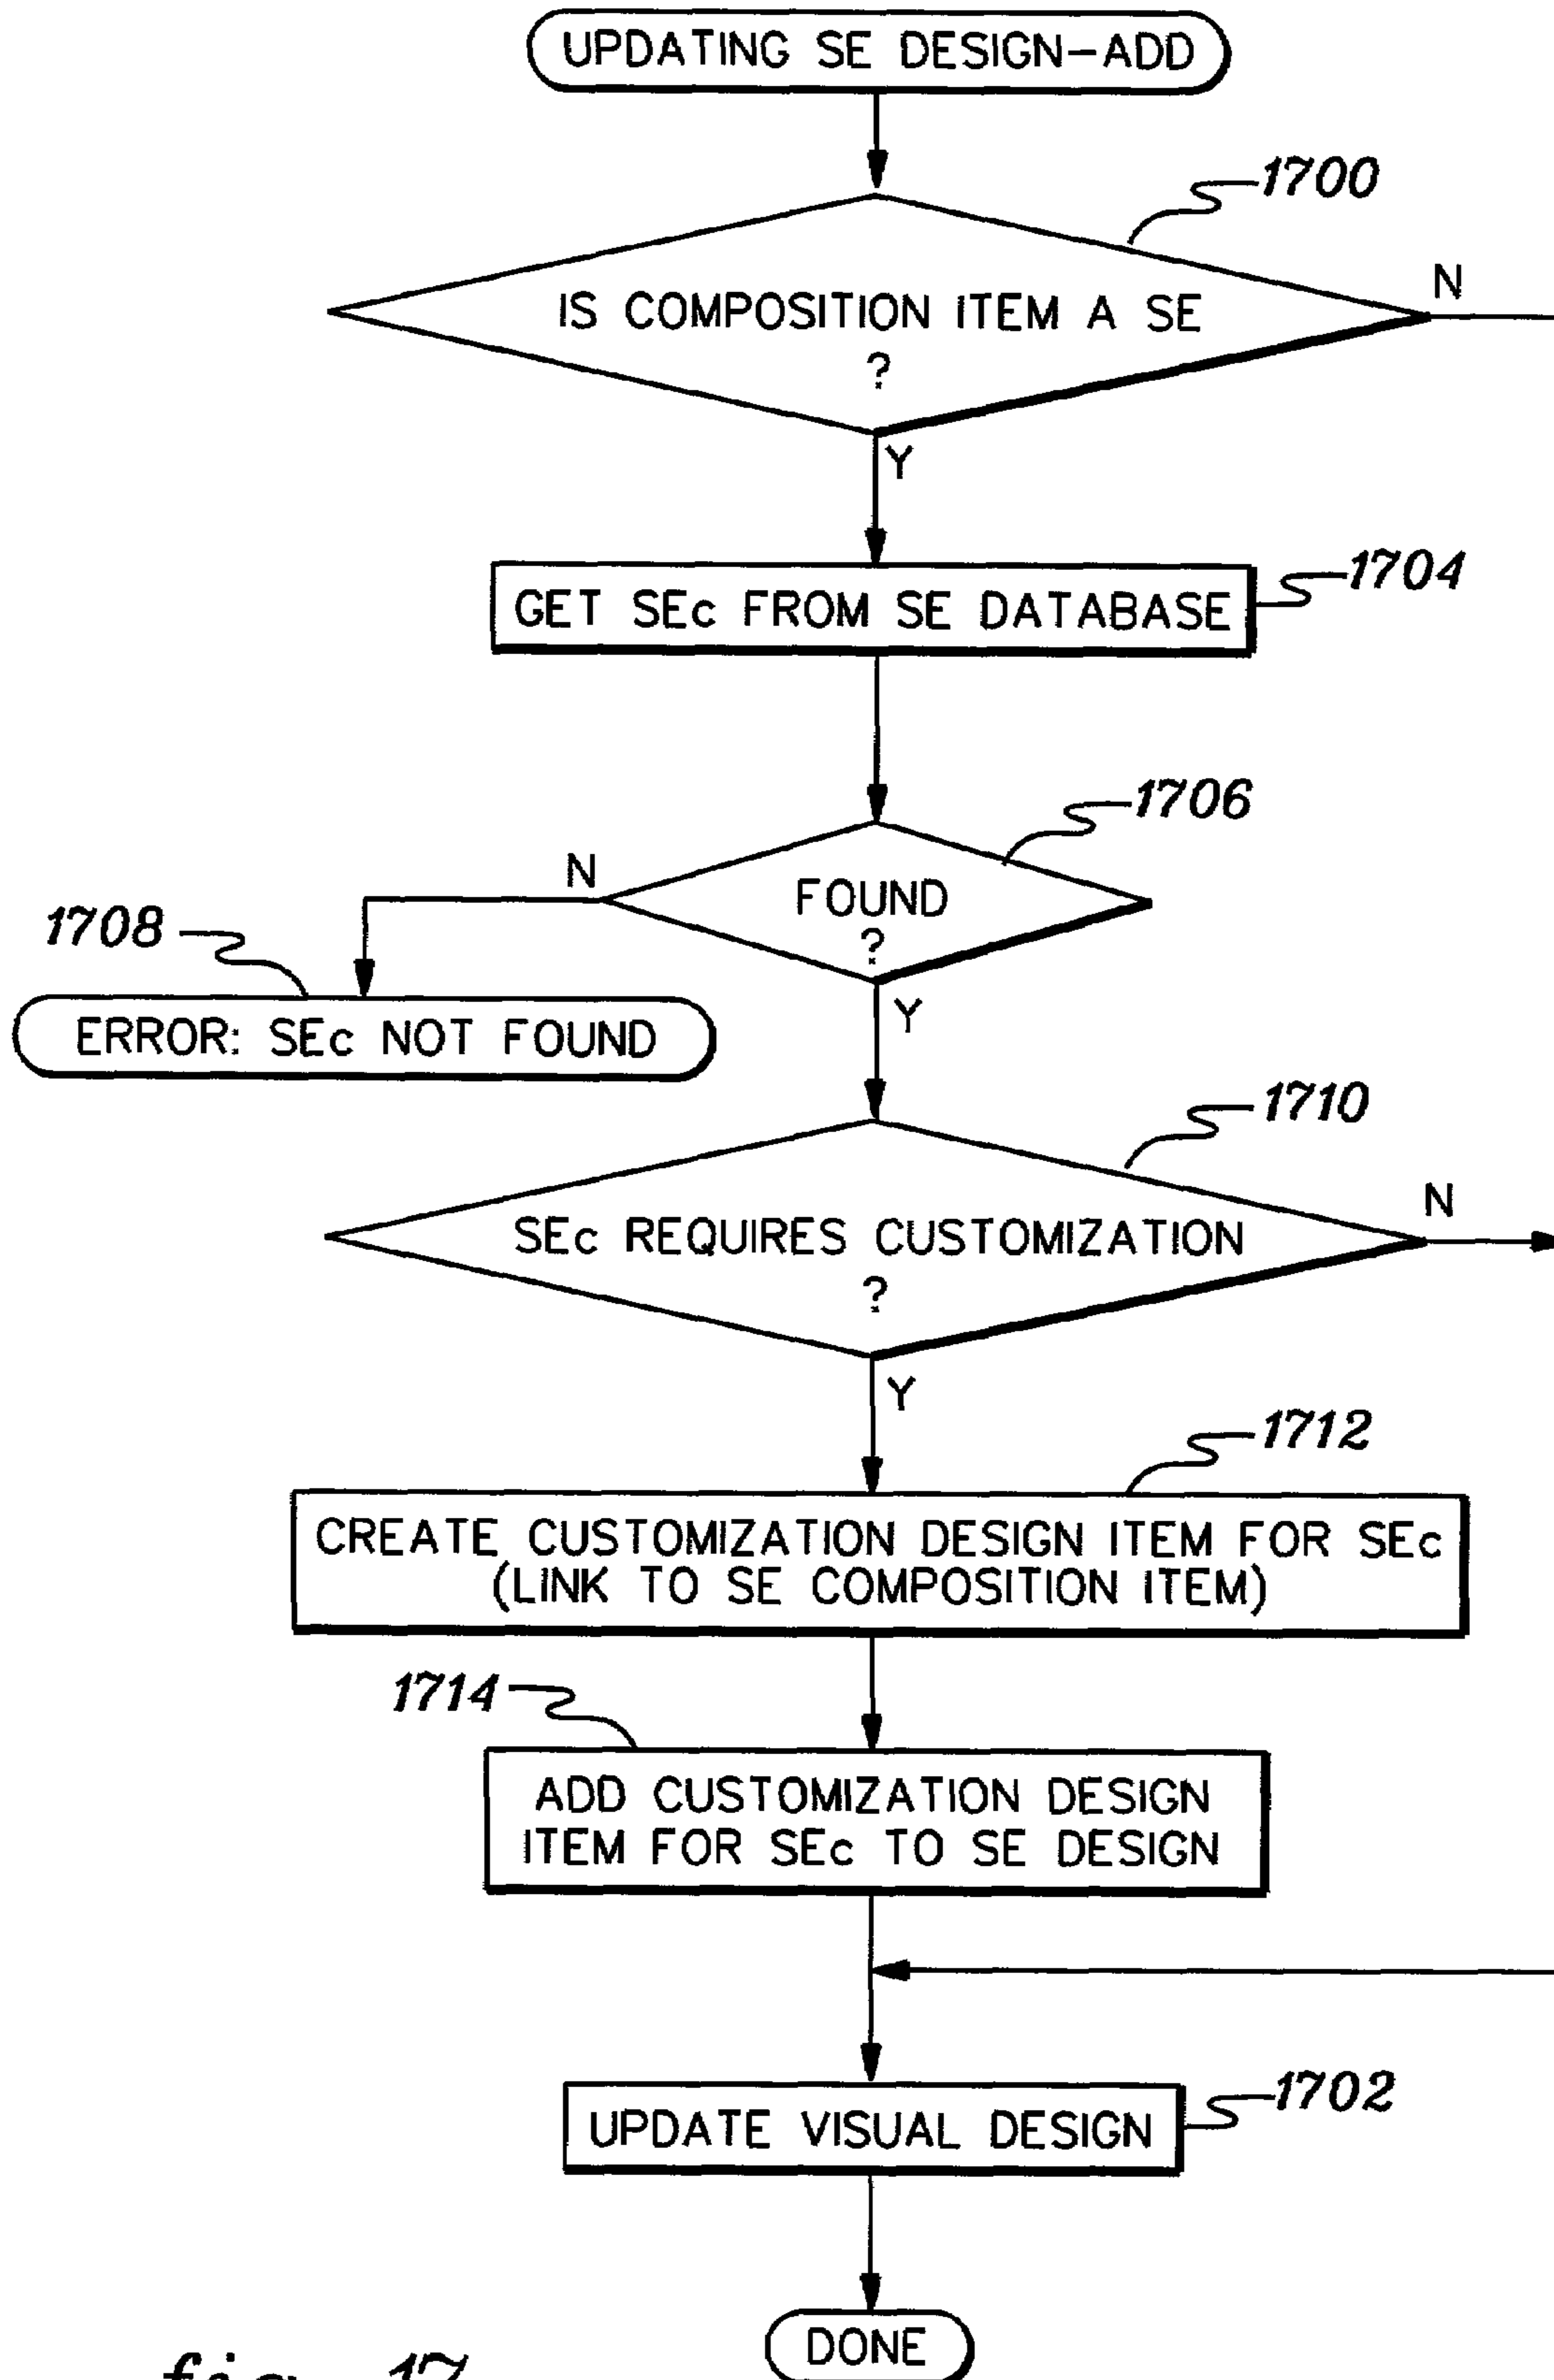 UPDATING SE DESIGN-ADD
1700
IS COMPOSITION ITEM A SE
?
N
Y
GET SEc FROM SE DATABASE
1704
1706
FOUND
?
N
Y
1708
ERROR: SEc NOT FOUND
1710
SEc REQUIRES CUSTOMIZATION
?
N
Y
1712
CREATE CUSTOMIZATION DESIGN ITEM FOR SEc
(LINK TO SE COMPOSITION ITEM)
1714
ADD CUSTOMIZATION DESIGN
ITEM FOR SEc TO SE DESIGN
UPDATE VISUAL DESIGN
1702
DONE
fig. 17